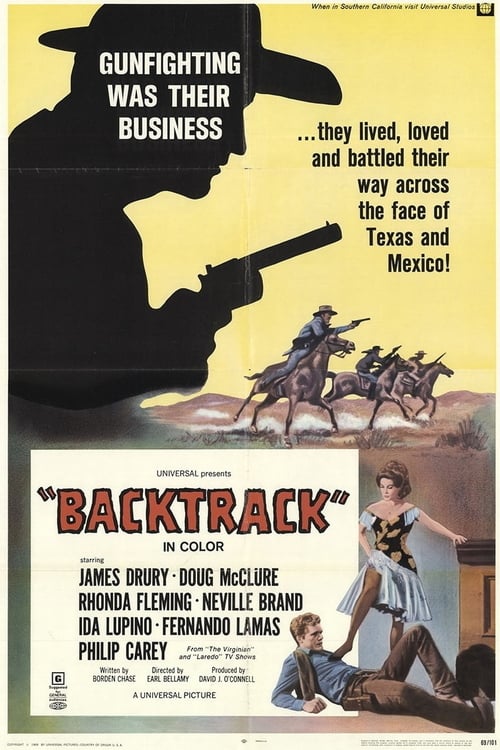 When in Southern California visit Universal Studios
GUNFIGHTING
WAS THEIR
BUSINESS
...they lived, loved
and battled their
way across
the face of
Texas and
Mexico!
UNIVERSAL presents
"BACKTRACK"
IN COLOR
starring
JAMES DRURY · DOUG McCLURE
RHONDA FLEMING · NEVILLE BRAND
IDA LUPINO · FERNANDO LAMAS
PHILIP CAREY
From "The Virginian"
and "Laredo" TV Shows
Written by
BORDEN CHASE
Directed by
EARL BELLAMY
Produced by
DAVID J. O'CONNELL
G
Suggested
GENERAL
A UNIVERSAL PICTURE
69/101